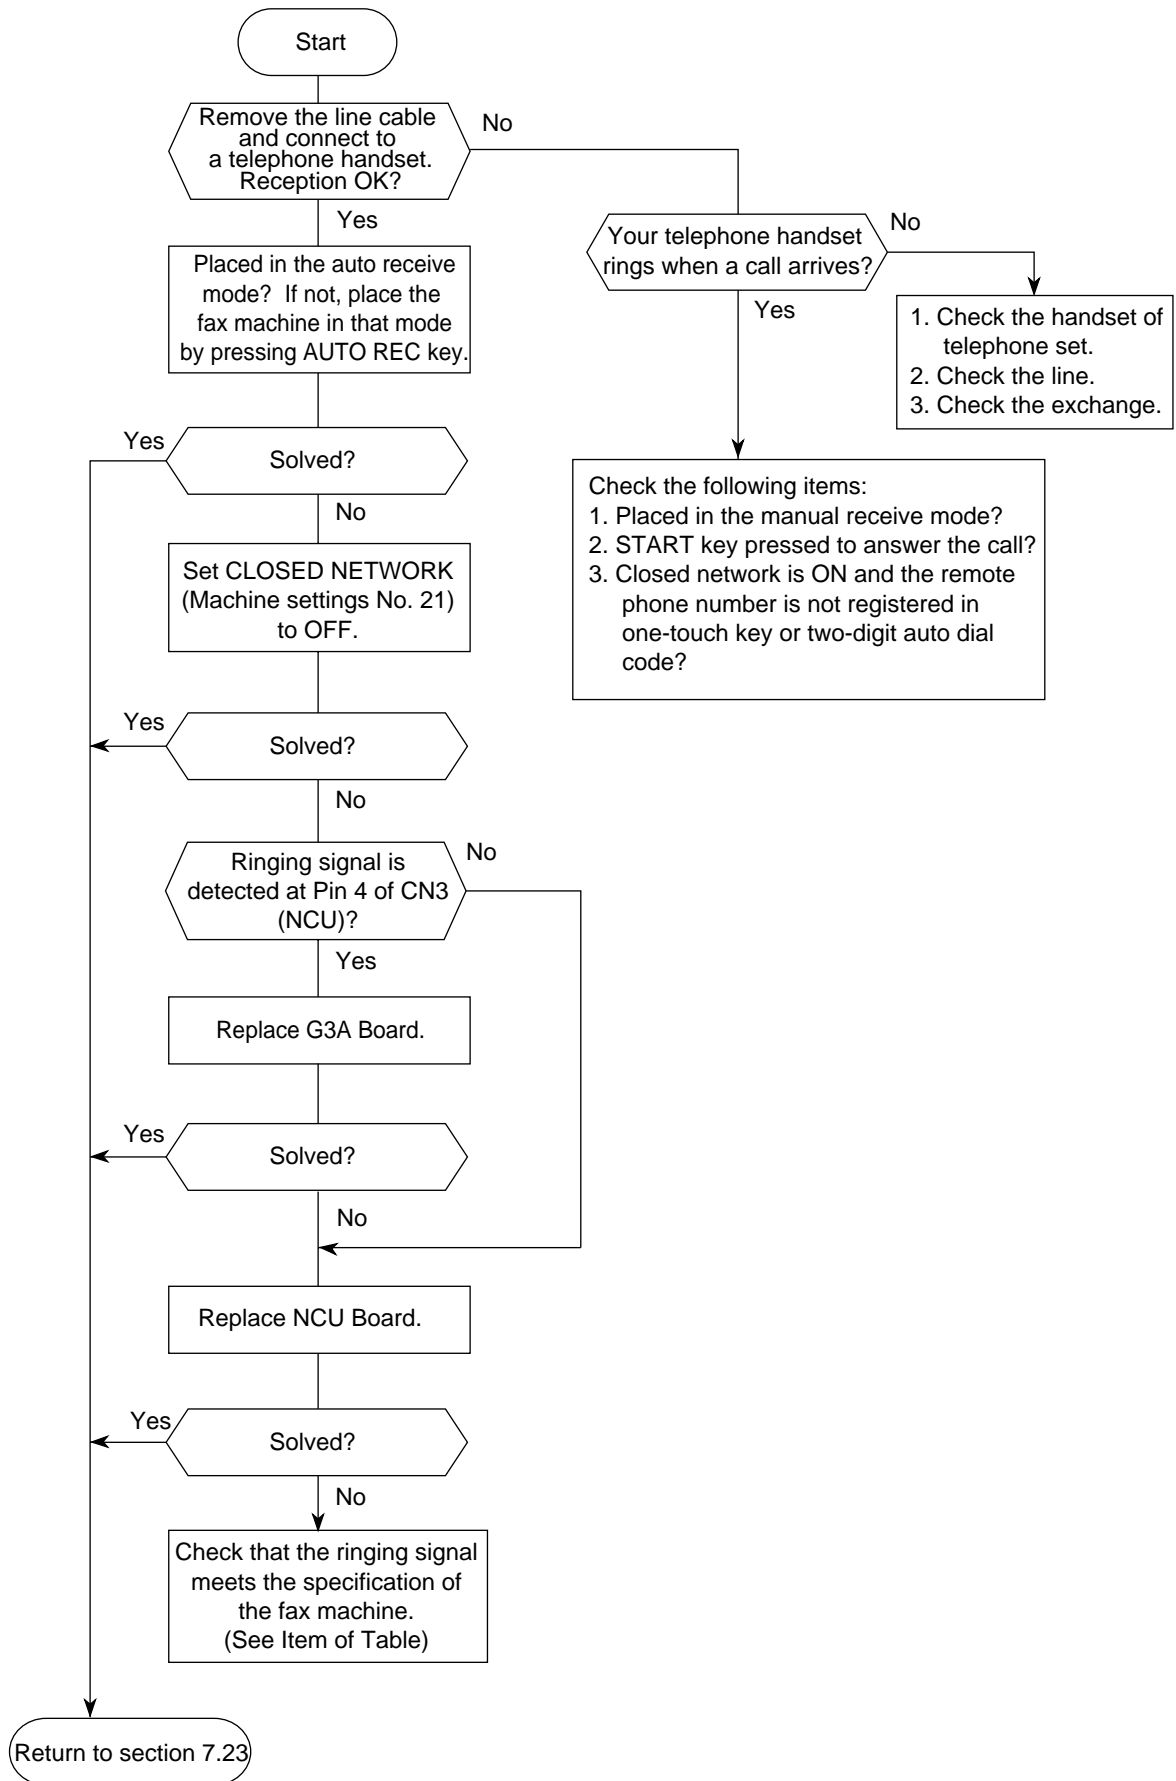 Start
Remove the line cable
and connect to
a telephone handset.
Reception OK?
No
Yes
Your telephone handset
rings when a call arrives?
No
Yes
1. Check the handset of
telephone set.
2. Check the line.
3. Check the exchange.
Placed in the auto receive
mode? If not, place the
fax machine in that mode
by pressing AUTO REC key.
Yes
Solved?
No
Check the following items:
1. Placed in the manual receive mode?
2. START key pressed to answer the call?
3. Closed network is ON and the remote
phone number is not registered in
one-touch key or two-digit auto dial
code?
Set CLOSED NETWORK
(Machine settings No. 21)
to OFF.
Yes
Solved?
No
Ringing signal is
detected at Pin 4 of CN3
(NCU)?
No
Yes
Replace G3A Board.
Yes
Solved?
No
Replace NCU Board.
Yes
Solved?
No
Check that the ringing signal
meets the specification of
the fax machine.
(See Item of Table)
Return to section 7.23